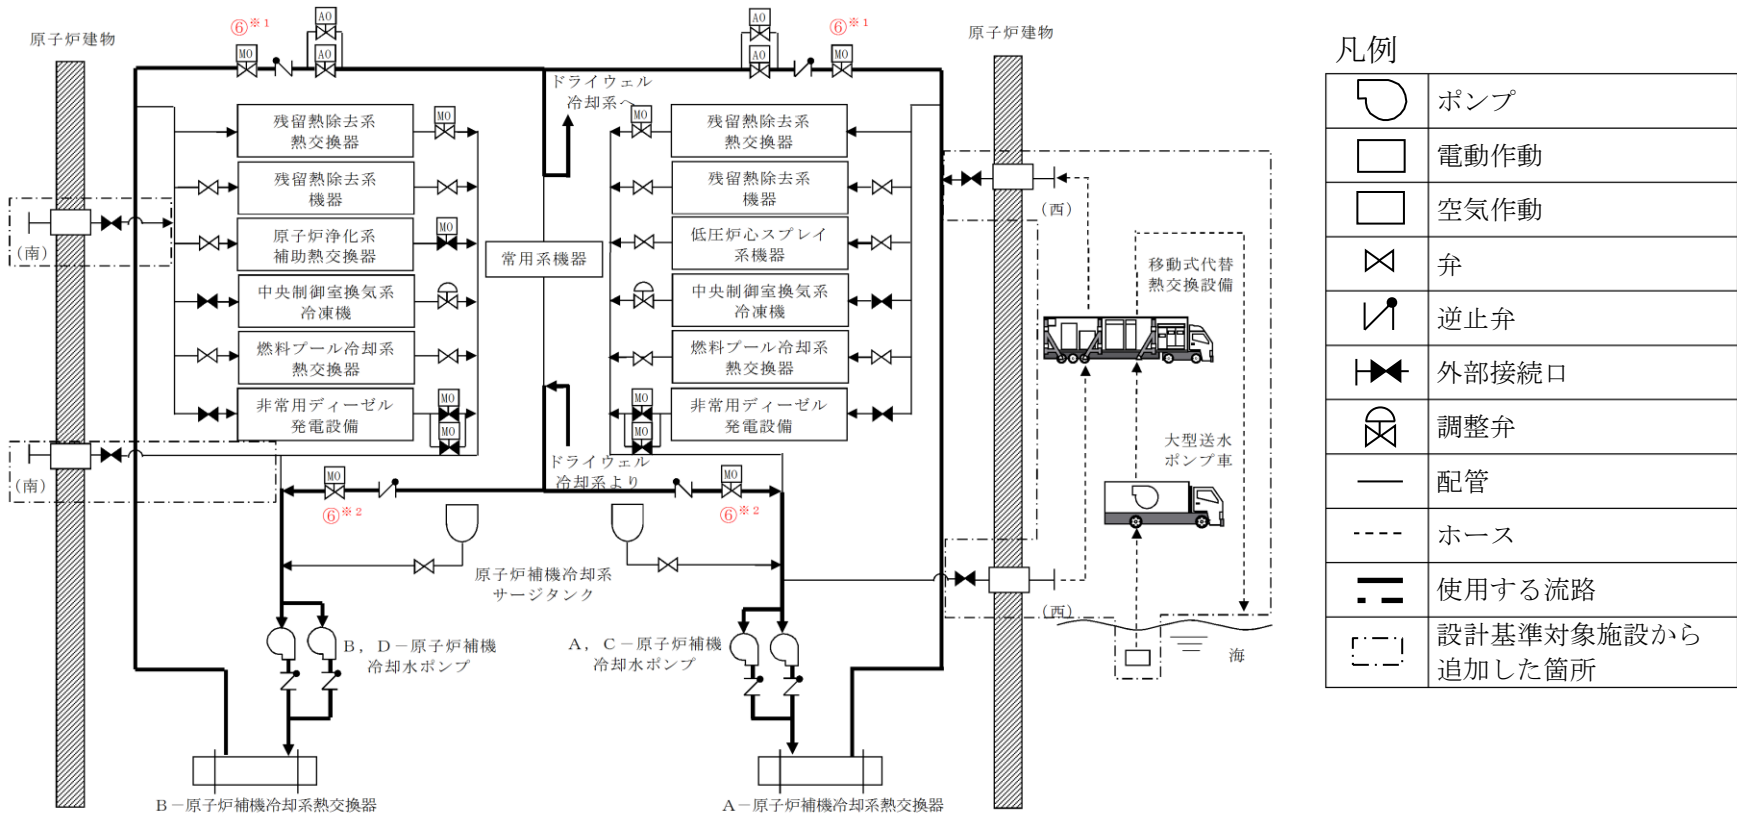 ⑥※1
AO
AO
MO
原子炉建物
ドライウェル
冷却系へ
残留熱除去系
熱交換器
MO
残留熱除去系
機器
原子炉浄化系
補助熱交換器
MO
中央制御室換気系
冷凍機
燃料プール冷却系
熱交換器
非常用ディーゼル
発電設備
MO
MO
(南)
(南)
常用系機器
ドライウェル
冷却系より
MO
⑥※2
原子炉補機冷却系
サージタンク
B，D－原子炉補機
冷却水ポンプ
B－原子炉補機冷却系熱交換器
AO
AO
⑥※1
MO
原子炉建物
MO
残留熱除去系
熱交換器
残留熱除去系
機器
低圧炉心スプレイ
系機器
中央制御室換気系
冷凍機
燃料プール冷却系
熱交換器
MO
MO
非常用ディーゼル
発電設備
MO
⑥※2
A，C－原子炉補機
冷却水ポンプ
A－原子炉補機冷却系熱交換器
(西)
移動式代替
熱交換設備
大型送水
ポンプ車
(西)
海
凡例
ポンプ
電動作動
空気作動
弁
逆止弁
外部接続口
調整弁
配管
ホース
使用する流路
設計基準対象施設から
追加した箇所